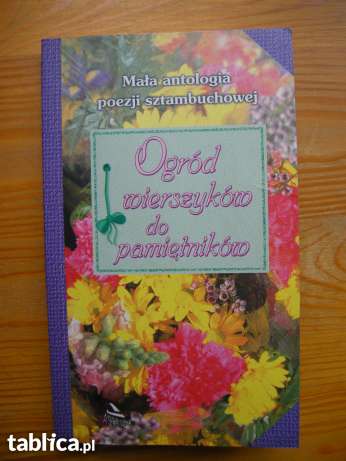 Mała antologia
poezji sztambuchowej
Ogród
wierszyków
do
pamiętników
tablica.pl